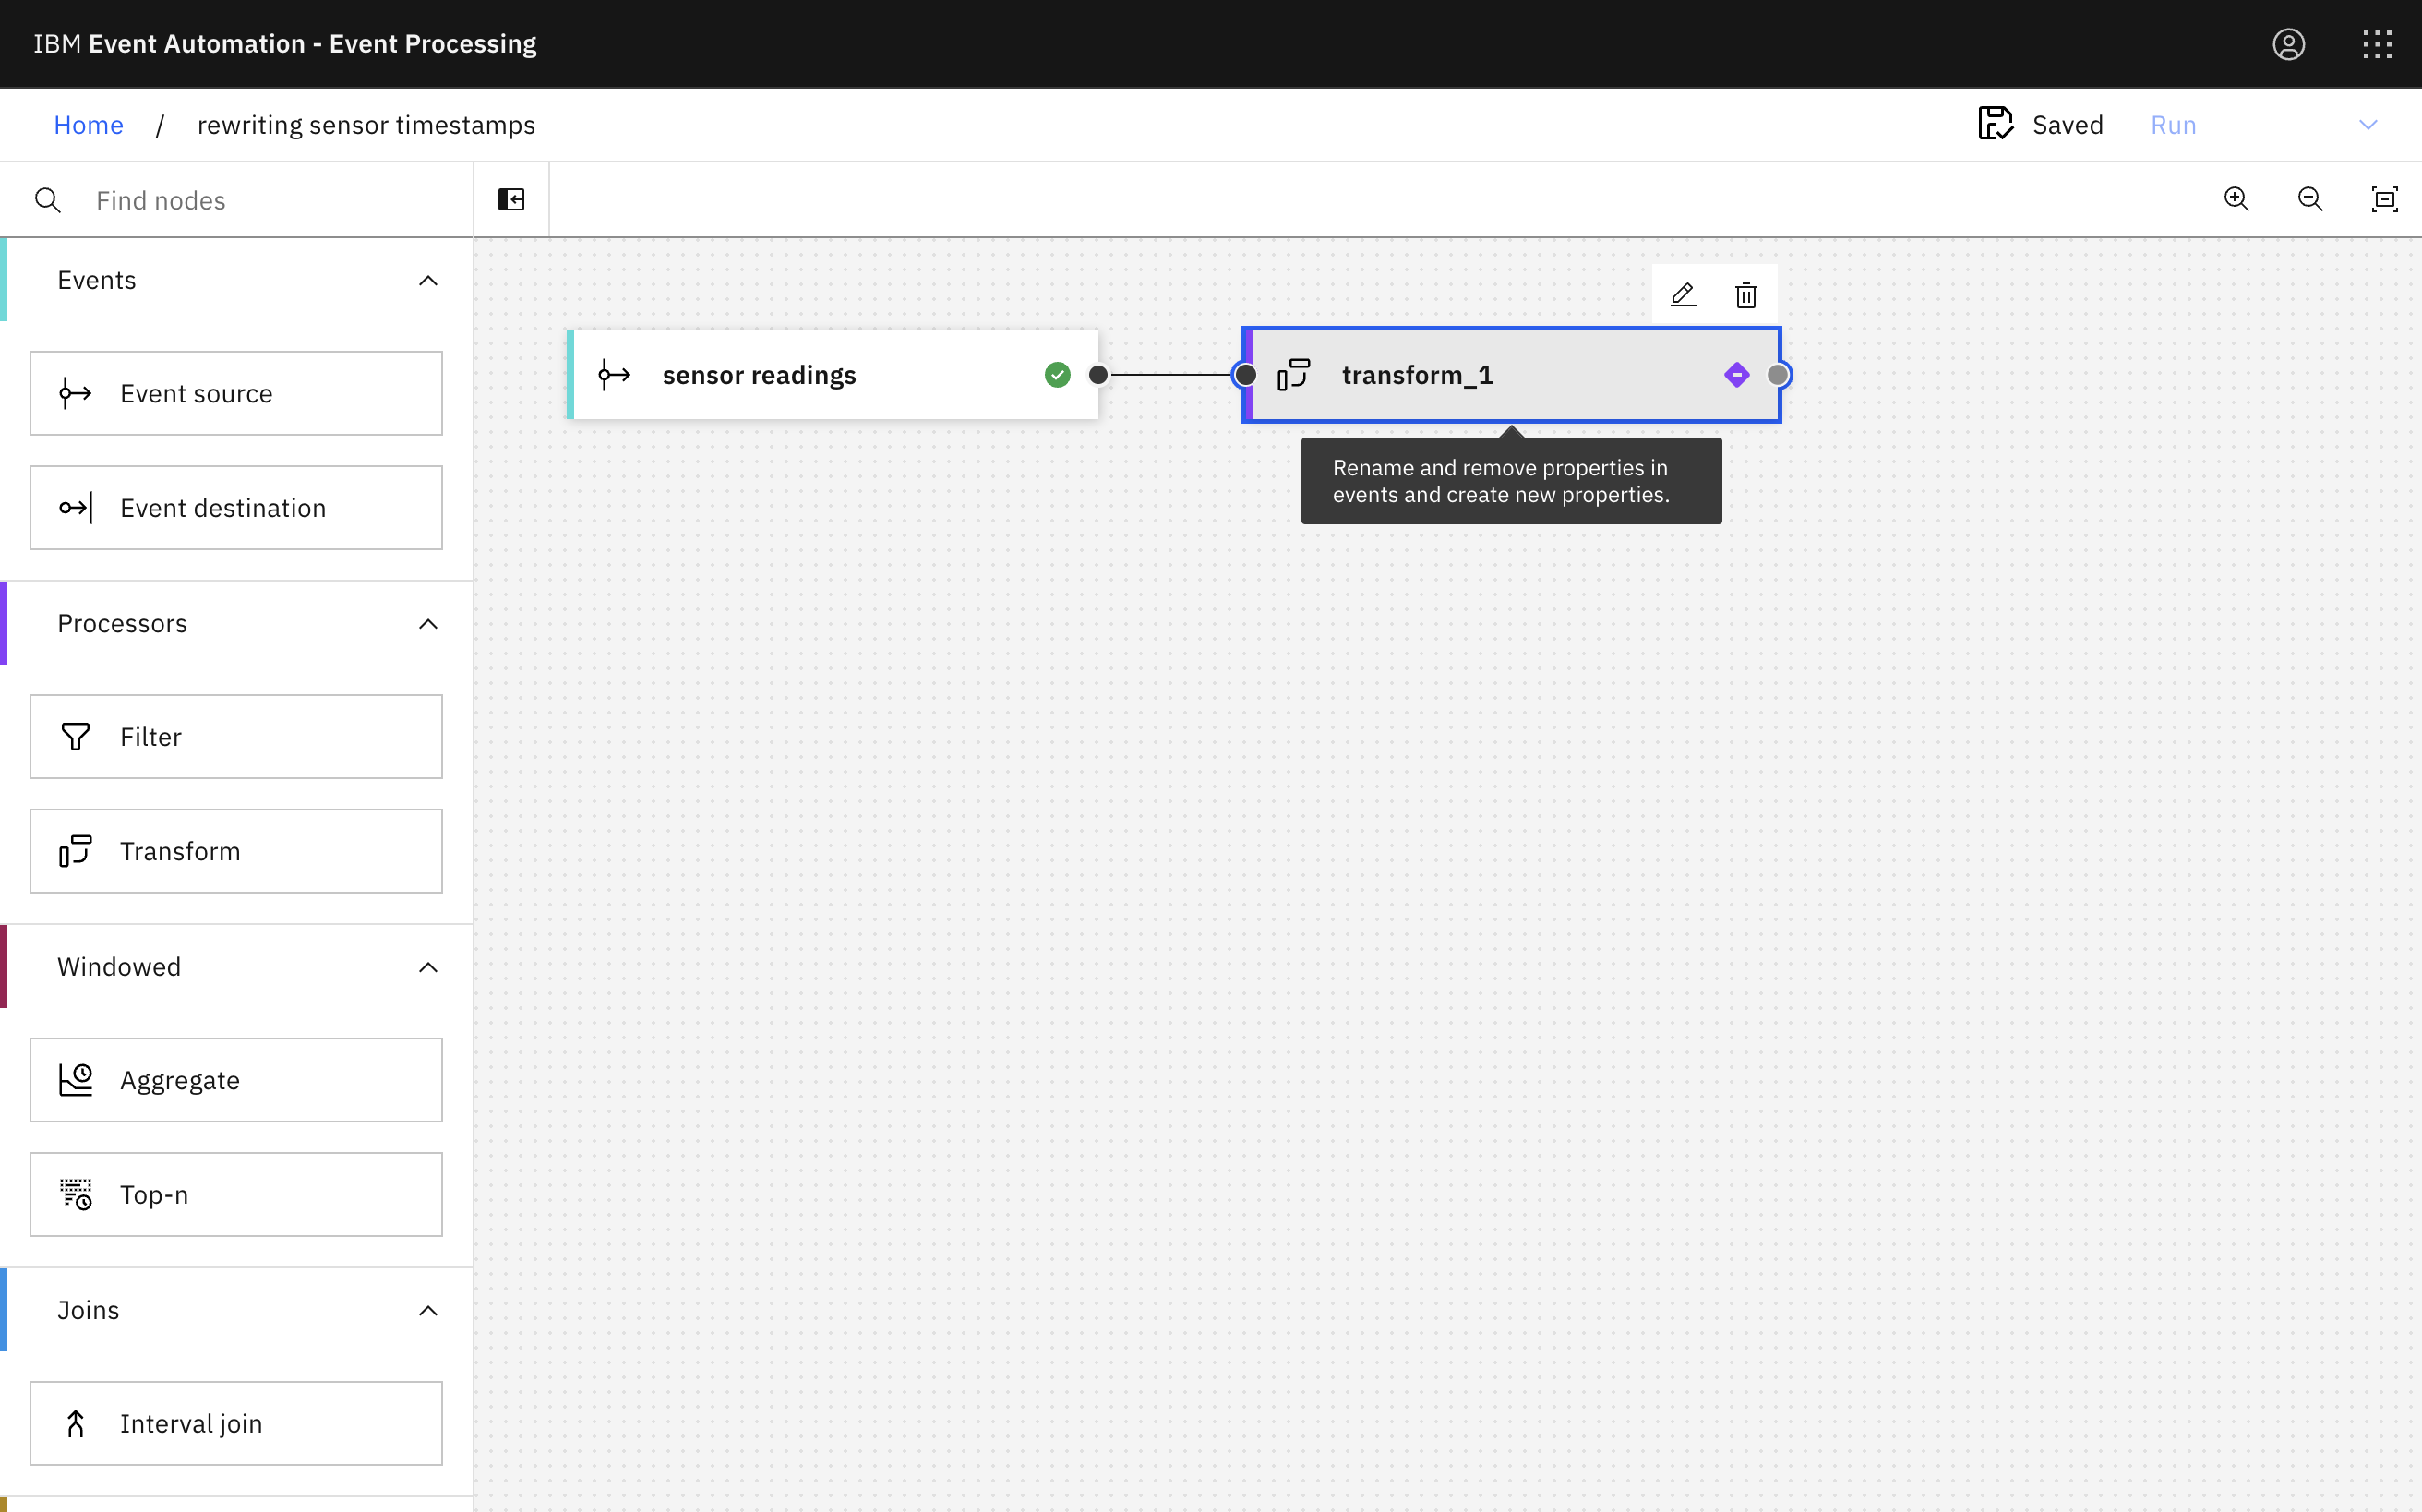 IBM Event Automation - Event Processing
Home / rewriting sensor timestamps
Saved
Run
Find nodes
Events
Event source
Event destination
Processors
Filter
Transform
Windowed
Aggregate
Top-n
Joins
Interval join
sensor readings
transform_1
Rename and remove properties in
events and create new properties.